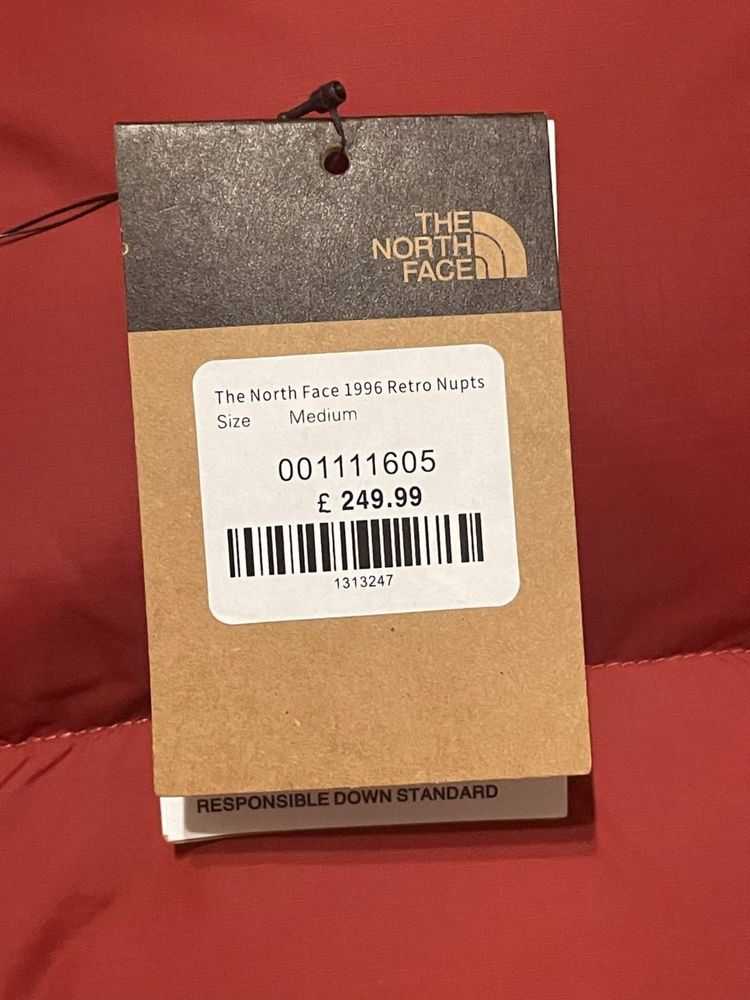 THE
NORTH
FACE
The North Face 1996 Retro Nupts
Size Medium
001111605
£ 249.99
1313247
RESPONSIBLE DOWN STANDARD